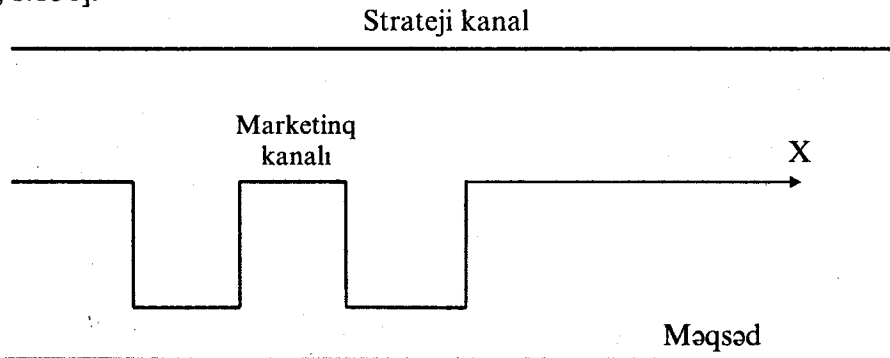 Strateji kanal
Marketinq
kanalı
X
Məqsəd